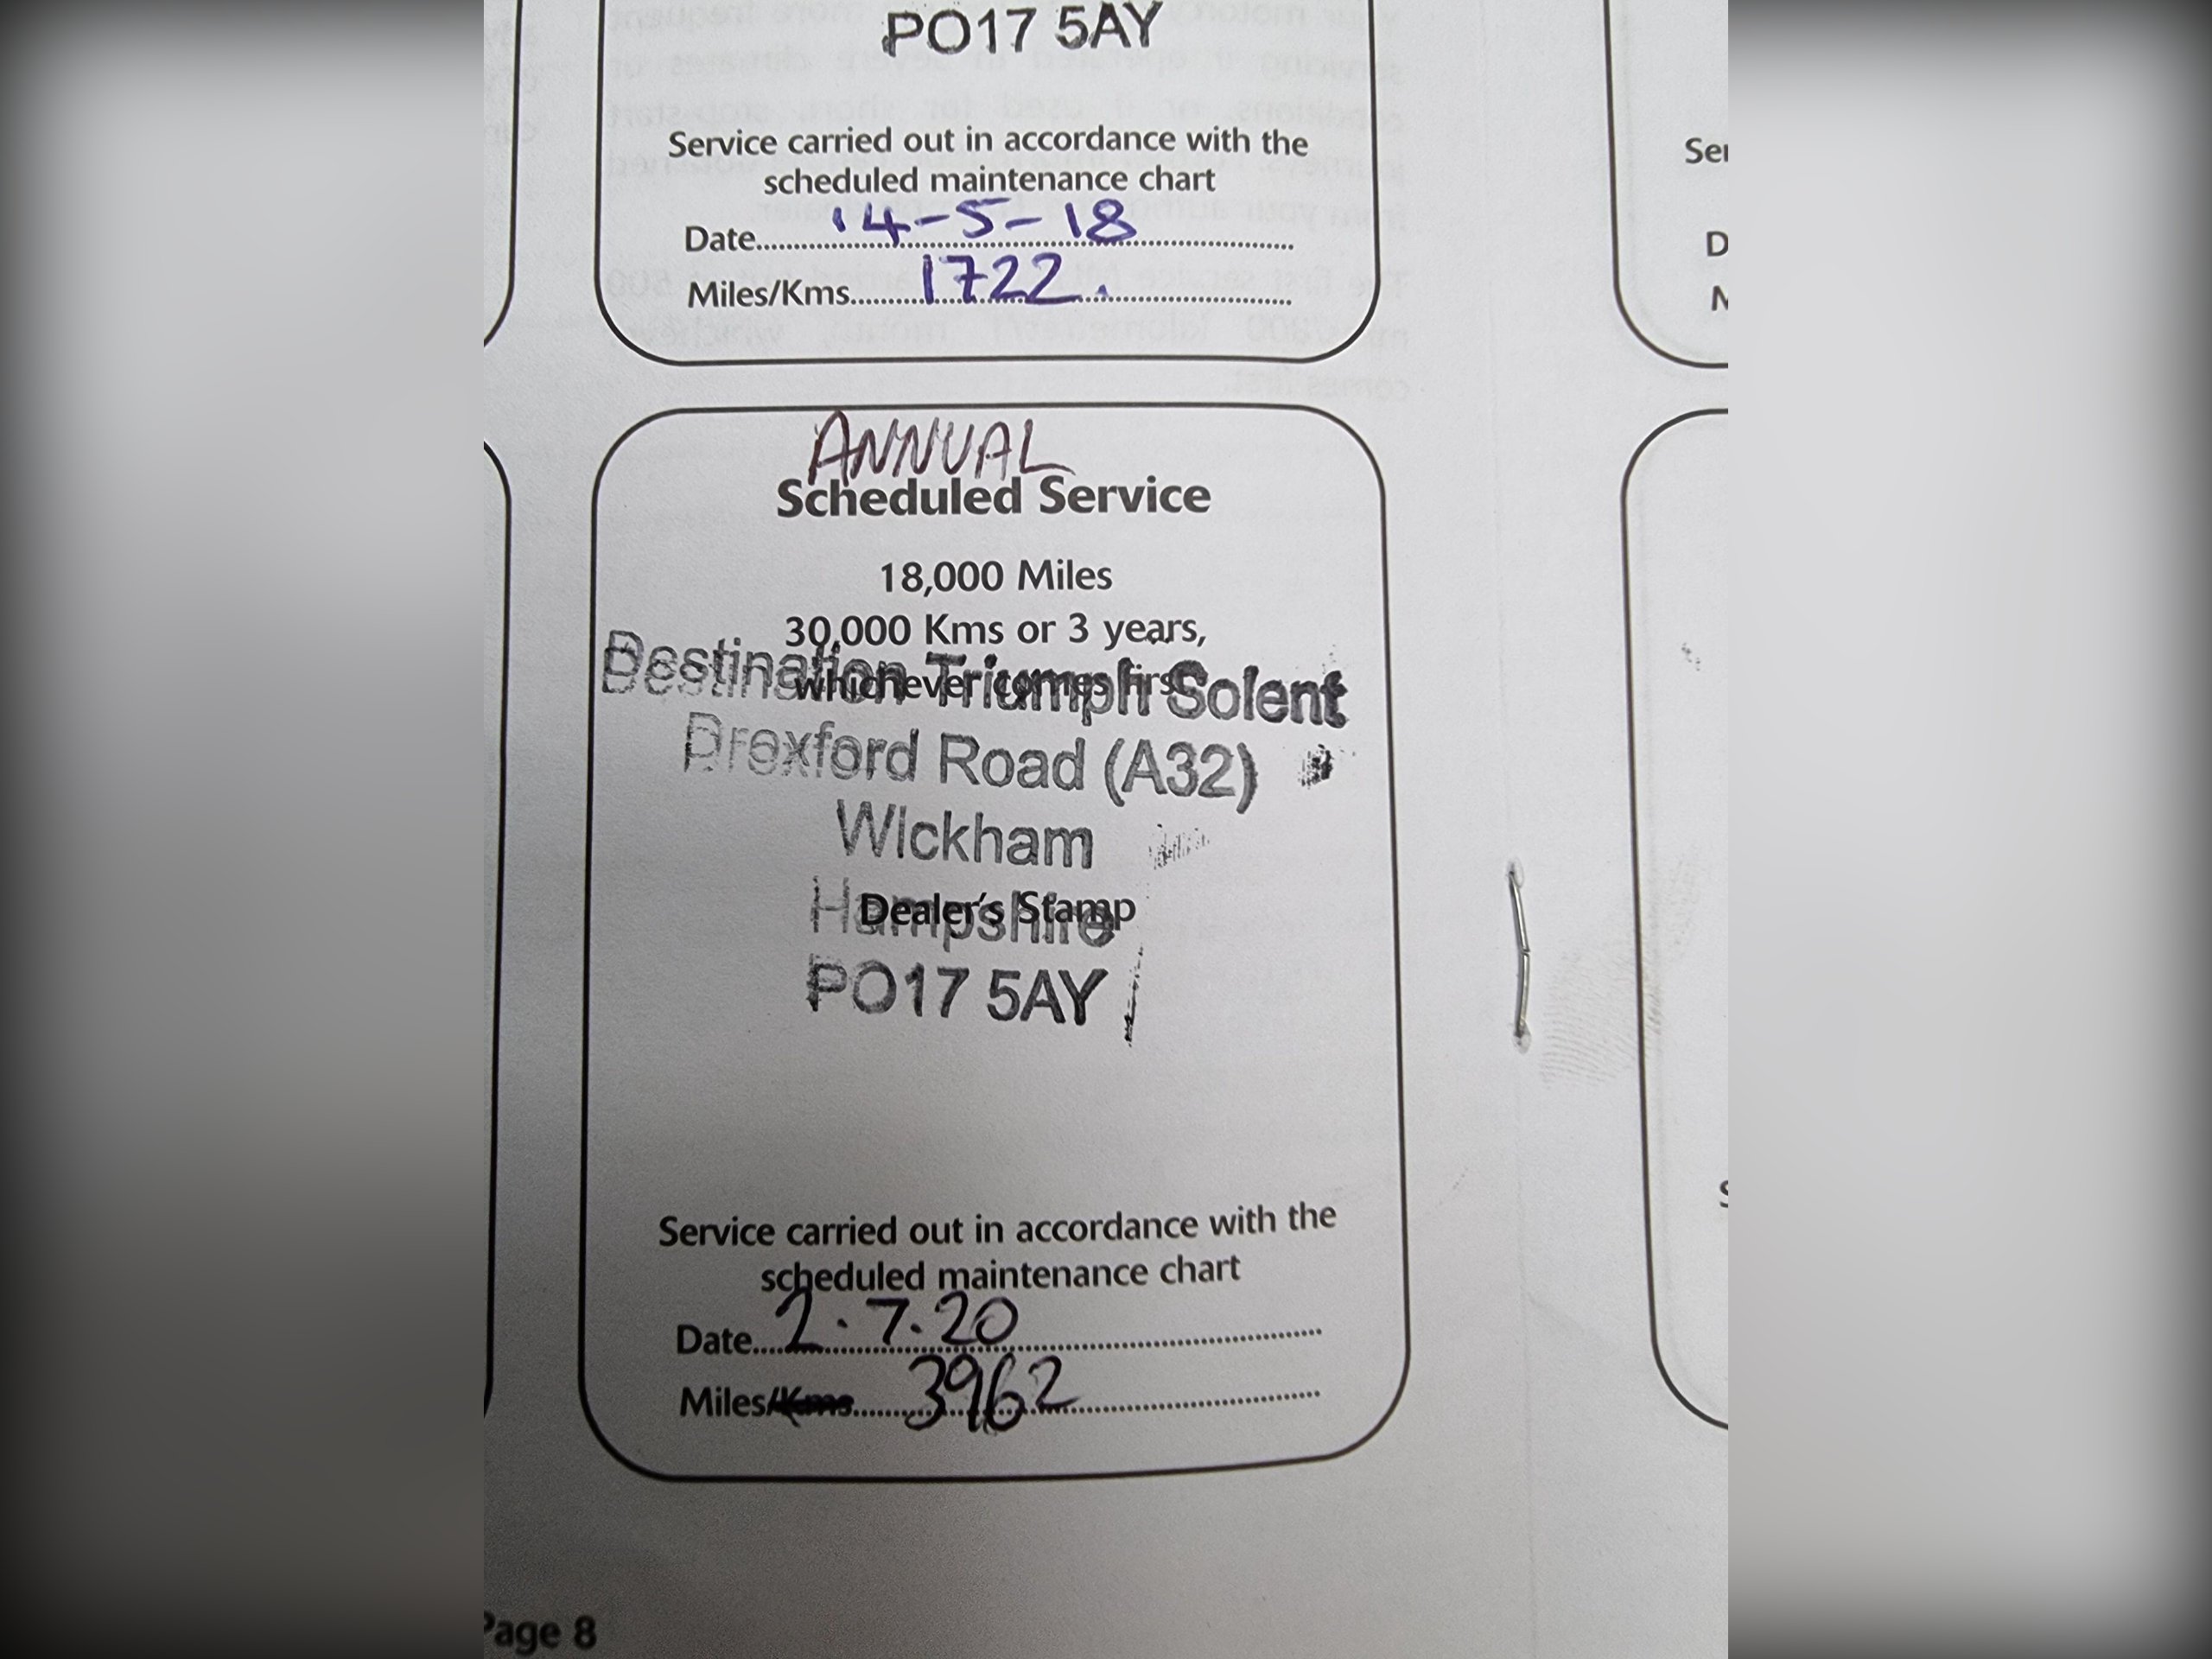 PO17 5AY
Service carried out in accordance with the
scheduled maintenance chart
Date 14-5-18
Miles/Kms 1722.
ANNUAL
Scheduled Service
18,000 Miles
30,000 Kms or 3 years,
whichever comes first
Destination Triumph Solent
Droxford Road (A32)
Wickham
Hampshire
Dealer's Stamp
PO17 5AY
Service carried out in accordance with the
scheduled maintenance chart
Date 2.7.20
Miles/Kms 3962
Page 8